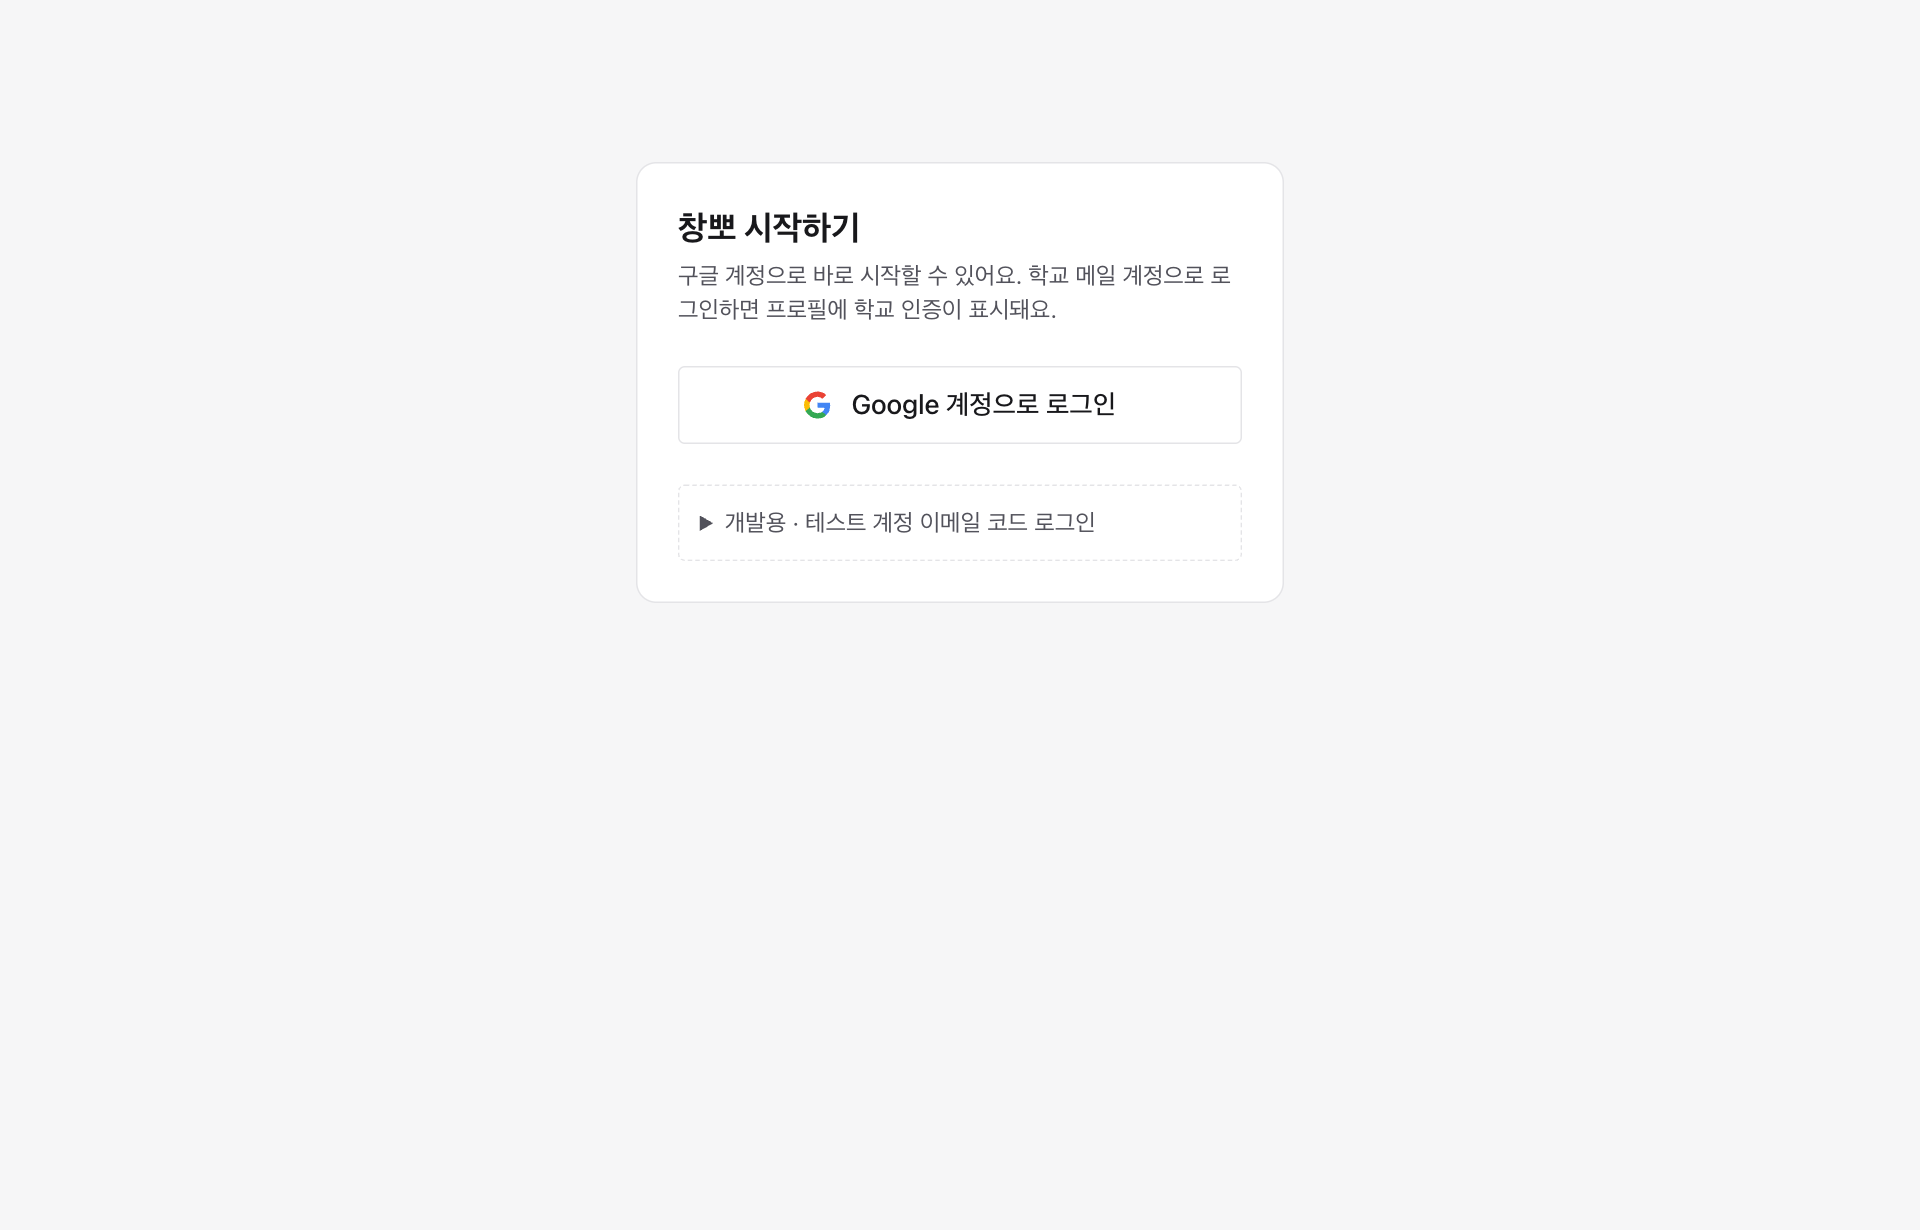 창뽀 시작하기
구글 계정으로 바로 시작할 수 있어요. 학교 메일 계정으로 로
그인하면 프로필에 학교 인증이 표시돼요.
Google 계정으로 로그인
▶ 개발용 · 테스트 계정 이메일 코드 로그인